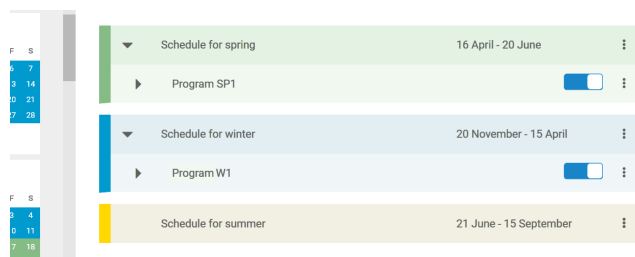 F S
6 7
3 14
20 21
27 28
F S
3 4
0 11
7 18
Schedule for spring 16 April - 20 June
Program SP1
Schedule for winter 20 November - 15 April
Program W1
Schedule for summer 21 June - 15 September